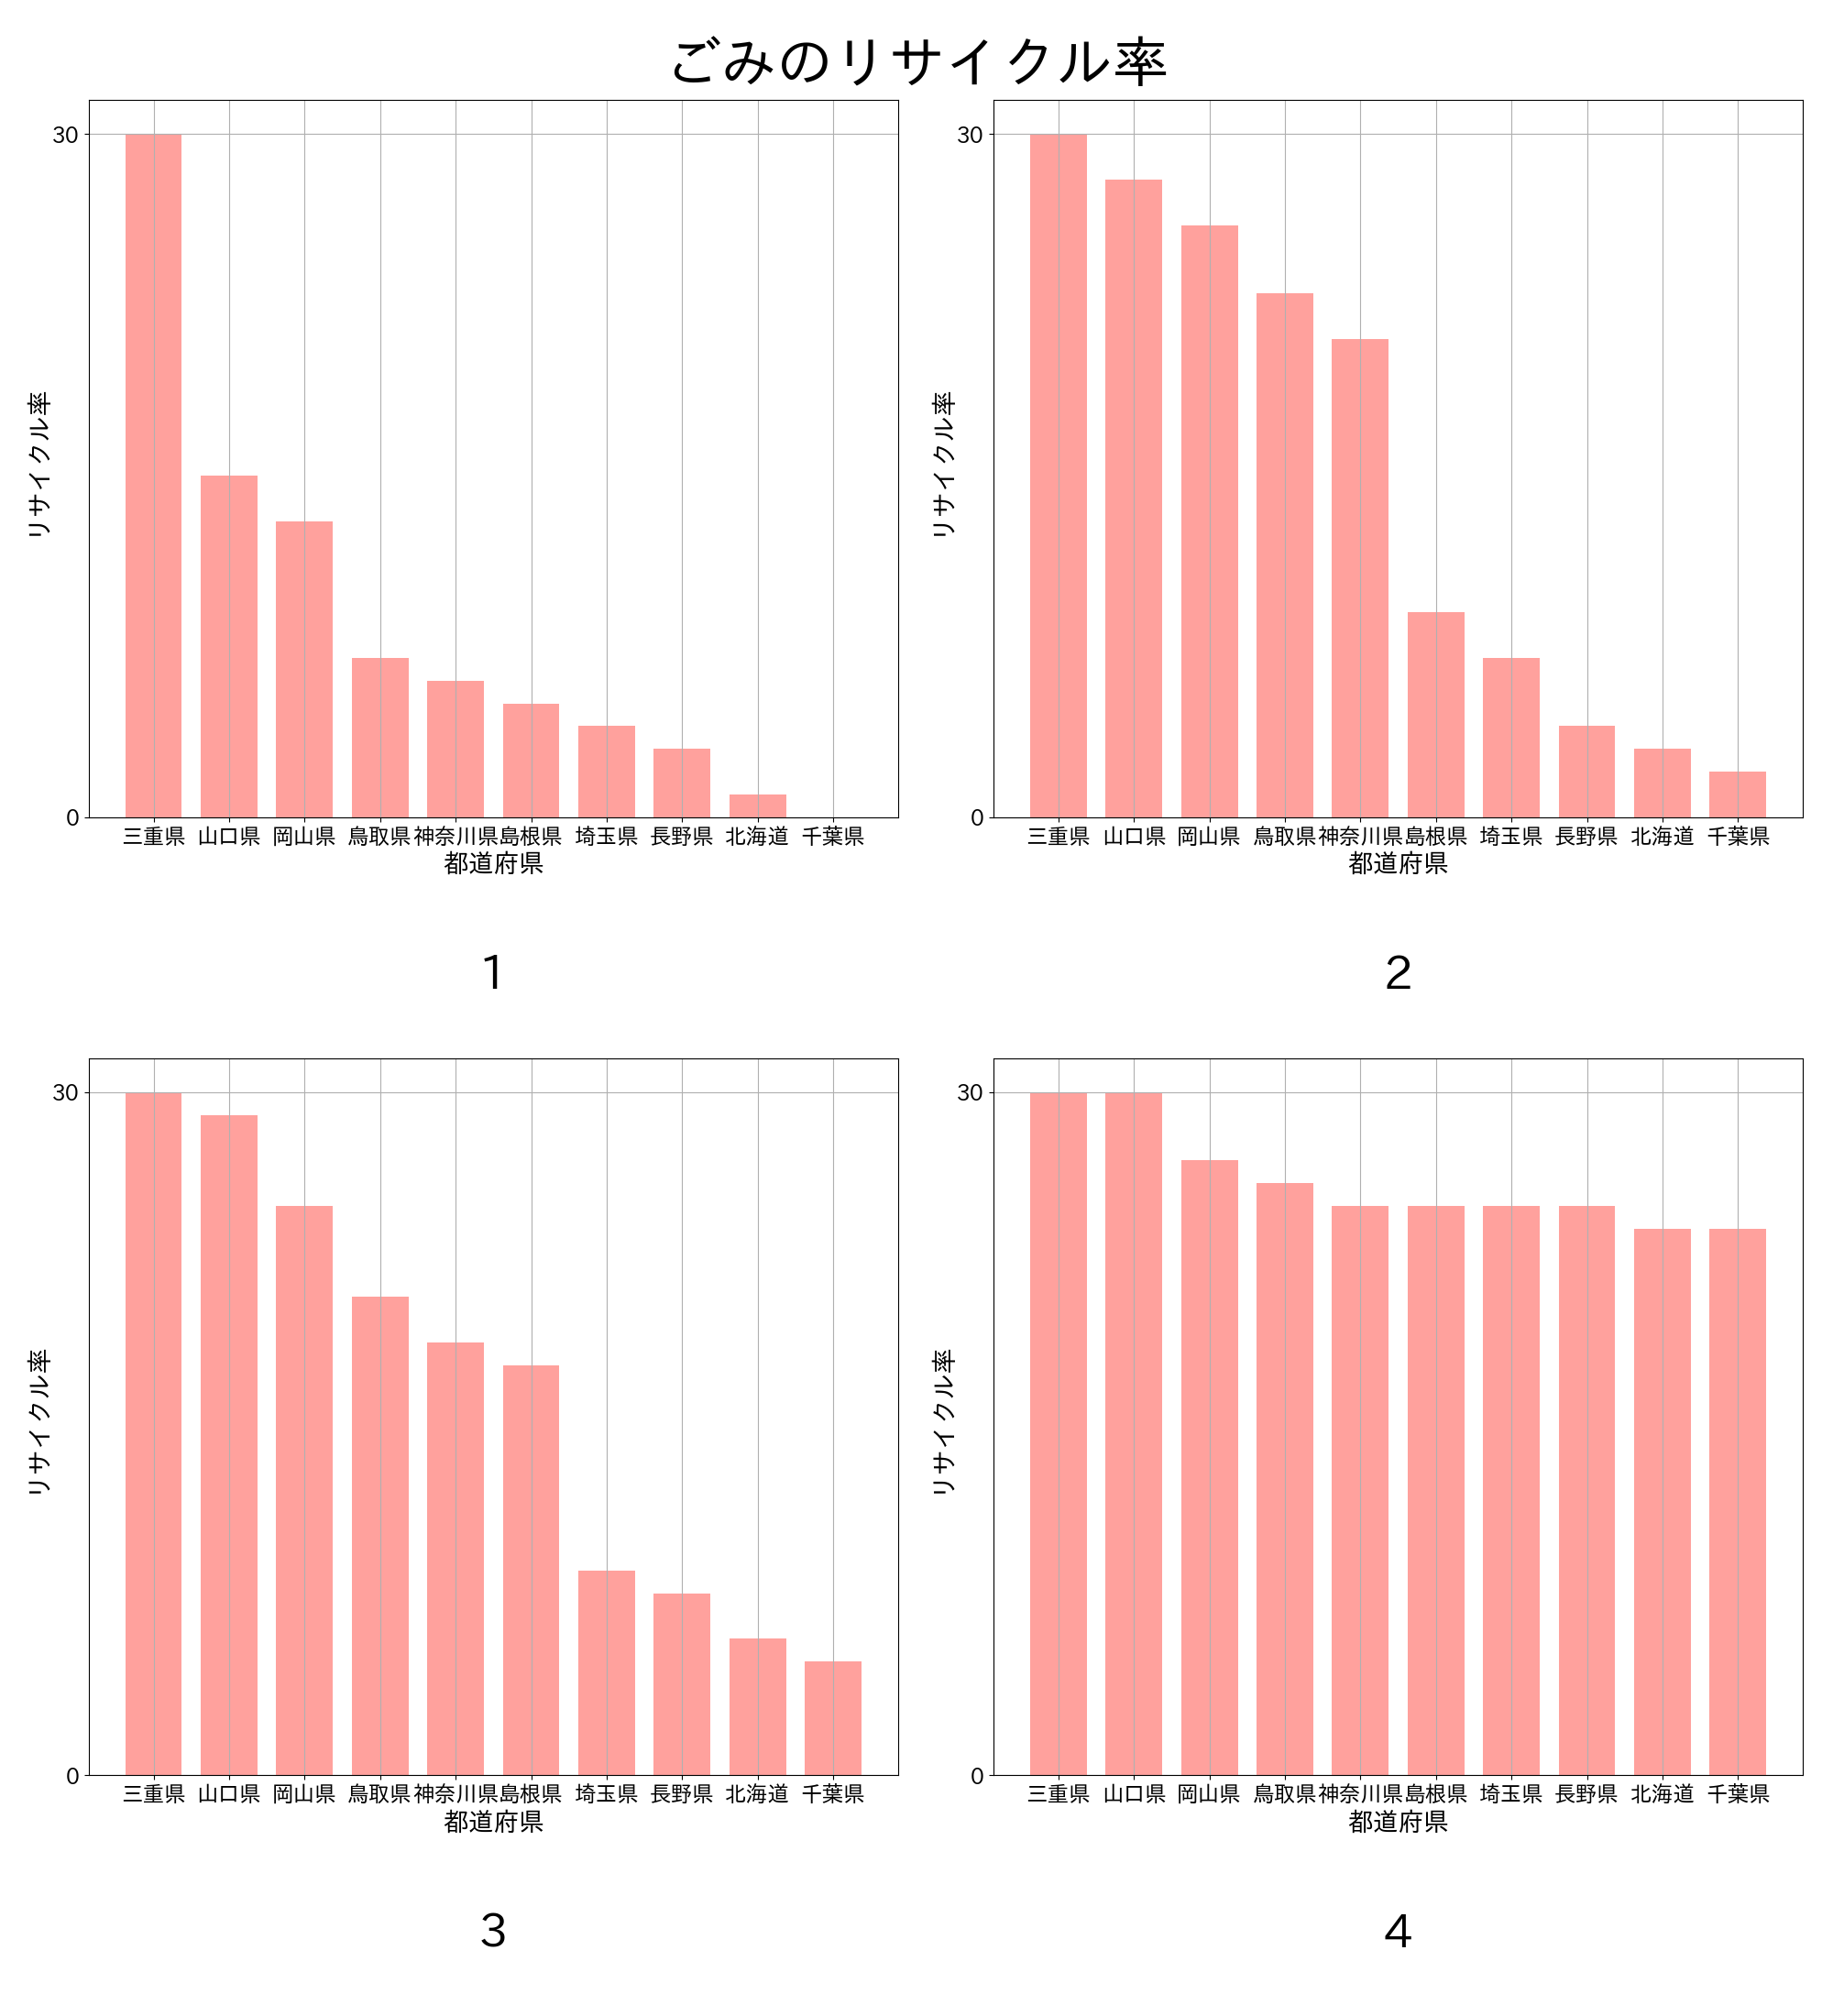 ごみのリサイクル率
30
0
リサイクル率
三重県 山口県 岡山県 鳥取県 神奈川県 島根県 埼玉県 長野県 北海道 千葉県
都道府県
1
30
0
リサイクル率
三重県 山口県 岡山県 鳥取県 神奈川県 島根県 埼玉県 長野県 北海道 千葉県
都道府県
2
30
0
リサイクル率
三重県 山口県 岡山県 鳥取県 神奈川県 島根県 埼玉県 長野県 北海道 千葉県
都道府県
3
30
0
リサイクル率
三重県 山口県 岡山県 鳥取県 神奈川県 島根県 埼玉県 長野県 北海道 千葉県
都道府県
4